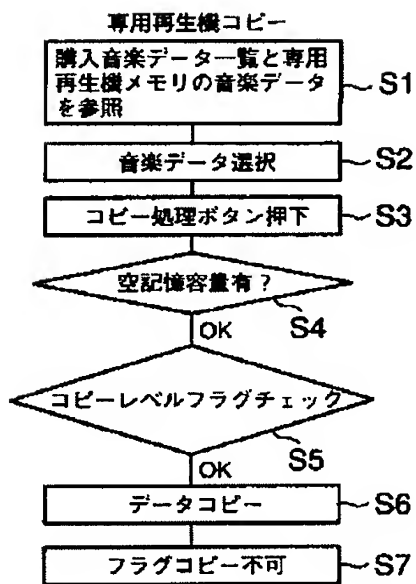 専用再生機コピー
購入音楽データ一覧と専用
再生機メモリの音楽データ
を参照
S1
音楽データ選択
S2
コピー処理ボタン押下
S3
空記憶容量有?
S4
OK
コピーレベルフラグチェック
S5
OK
データコピー
S6
フラグコピー不可
S7